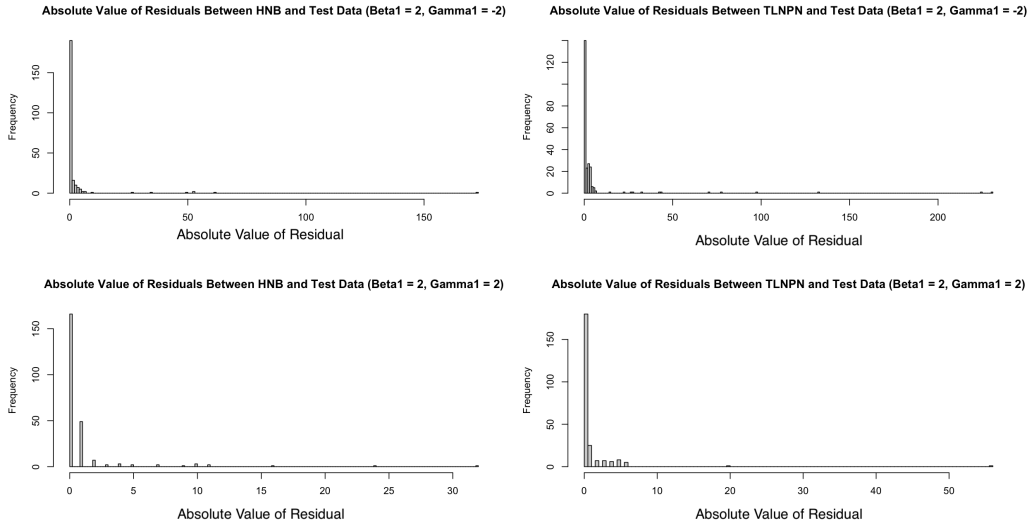 Absolute Value of Residuals Between HNB and Test Data (Beta1 = 2, Gamma1 = -2)
Frequency
150
100
50
0
0 50 100 150
Absolute Value of Residual
Absolute Value of Residuals Between TLNPN and Test Data (Beta1 = 2, Gamma1 = -2)
Frequency
120
80
60
40
20
0
0 50 100 150 200
Absolute Value of Residual
Absolute Value of Residuals Between HNB and Test Data (Beta1 = 2, Gamma1 = 2)
Frequency
150
100
50
0
0 5 10 15 20 25 30
Absolute Value of Residual
Absolute Value of Residuals Between TLNPN and Test Data (Beta1 = 2, Gamma1 = 2)
Frequency
150
100
50
0
0 10 20 30 40 50
Absolute Value of Residual